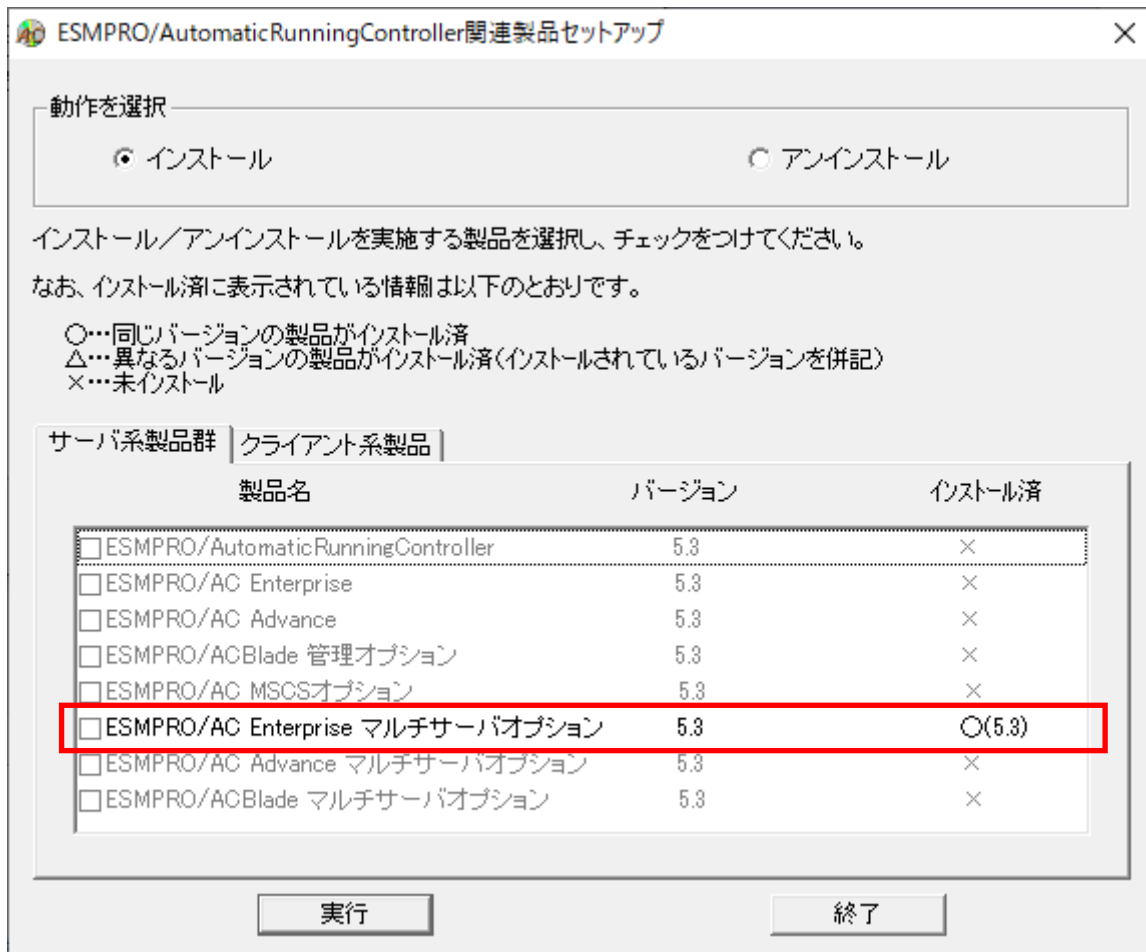 ESMPRO/AutomaticRunningController関連製品セットアップ
動作を選択
インストール アンインストール
インストール／アンインストールを実施する製品を選択し、チェックをつけてください。
なお、インストール済に表示されている情報は以下のとおりです。
○…同じバージョンの製品がインストール済
△…異なるバージョンの製品がインストール済(インストールされているバージョンを併記)
×…未インストール
サーバ系製品群 クライアント系製品
製品名 バージョン インストール済
ESMPRO/AutomaticRunningController 5.3 ×
ESMPRO/AC Enterprise 5.3 ×
ESMPRO/AC Advance 5.3 ×
ESMPRO/ACBlade 管理オプション 5.3 ×
ESMPRO/AC MSCSオプション 5.3 ×
ESMPRO/AC Enterprise マルチサーバオプション 5.3 ○(5.3)
ESMPRO/AC Advance マルチサーバオプション 5.3 ×
ESMPRO/ACBlade マルチサーバオプション 5.3 ×
実行 終了